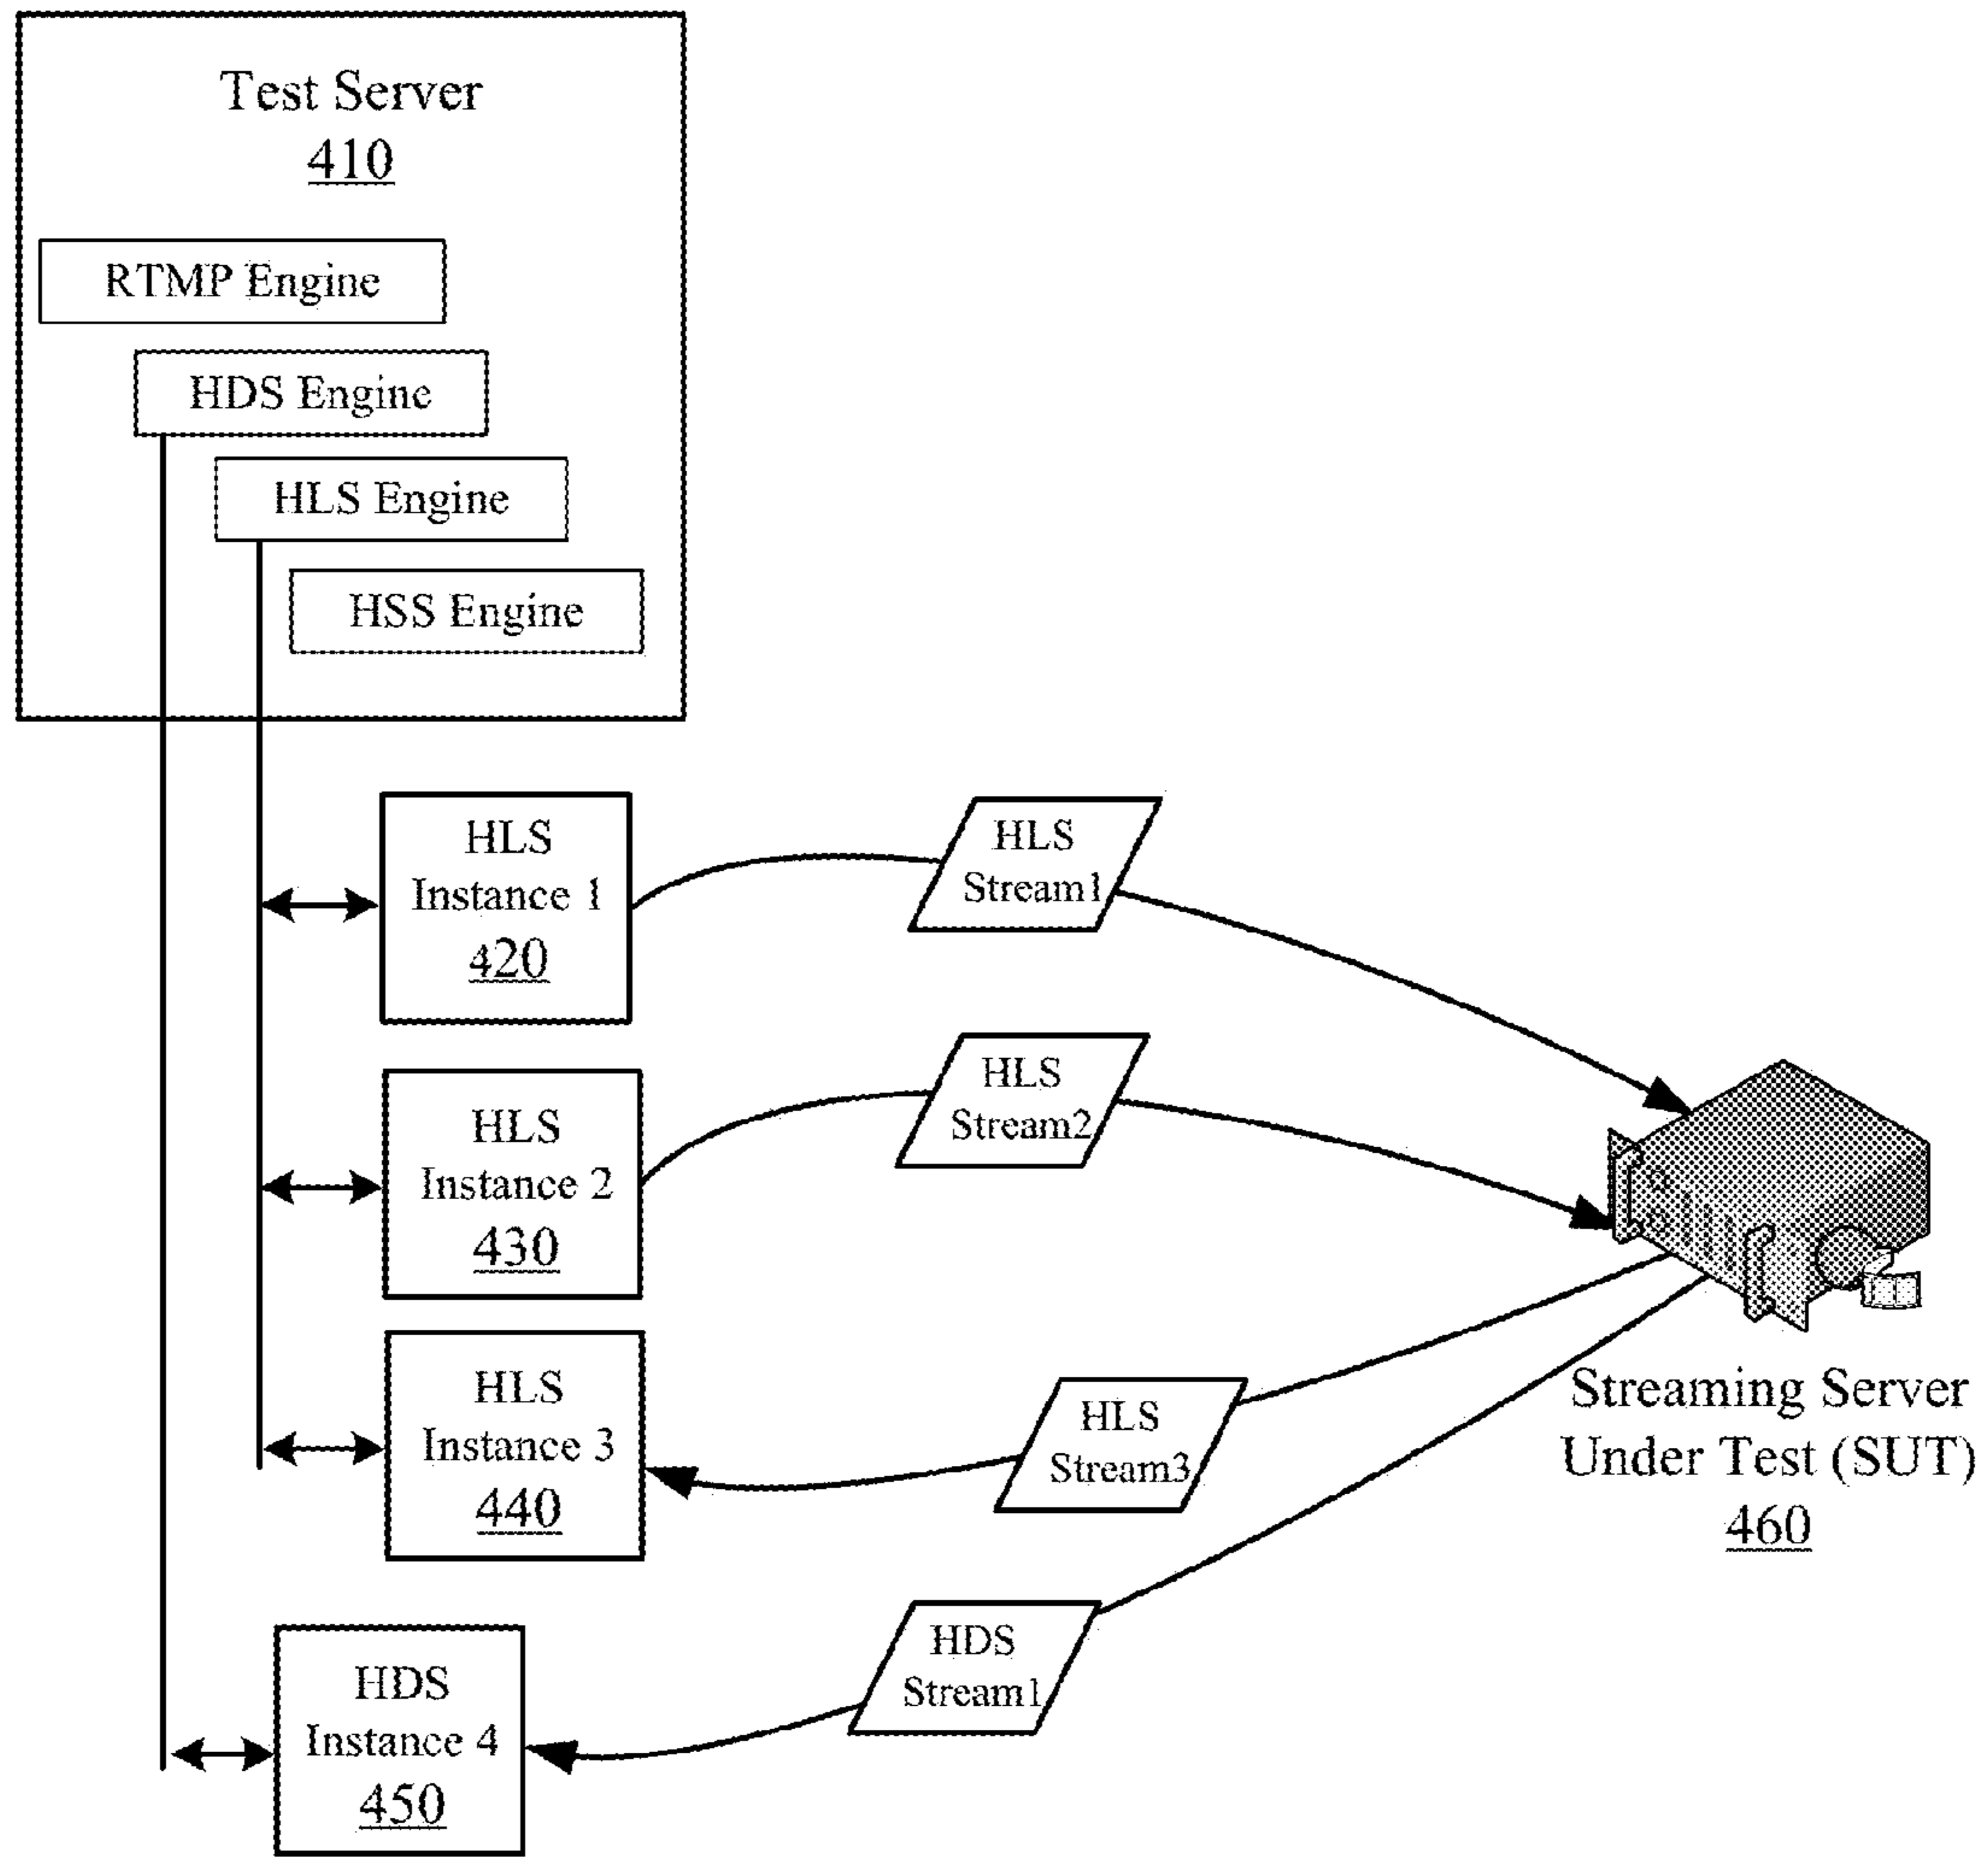 Test Server
410
RTMP Engine
HDS Engine
HLS Engine
HSS Engine
HLS
Instance 1
420
HLS
Stream1
HLS
Instance 2
430
HLS
Stream2
HLS
Instance 3
440
HLS
Stream3
Streaming Server
Under Test (SUT)
460
HDS
Instance 4
450
HDS
Stream1